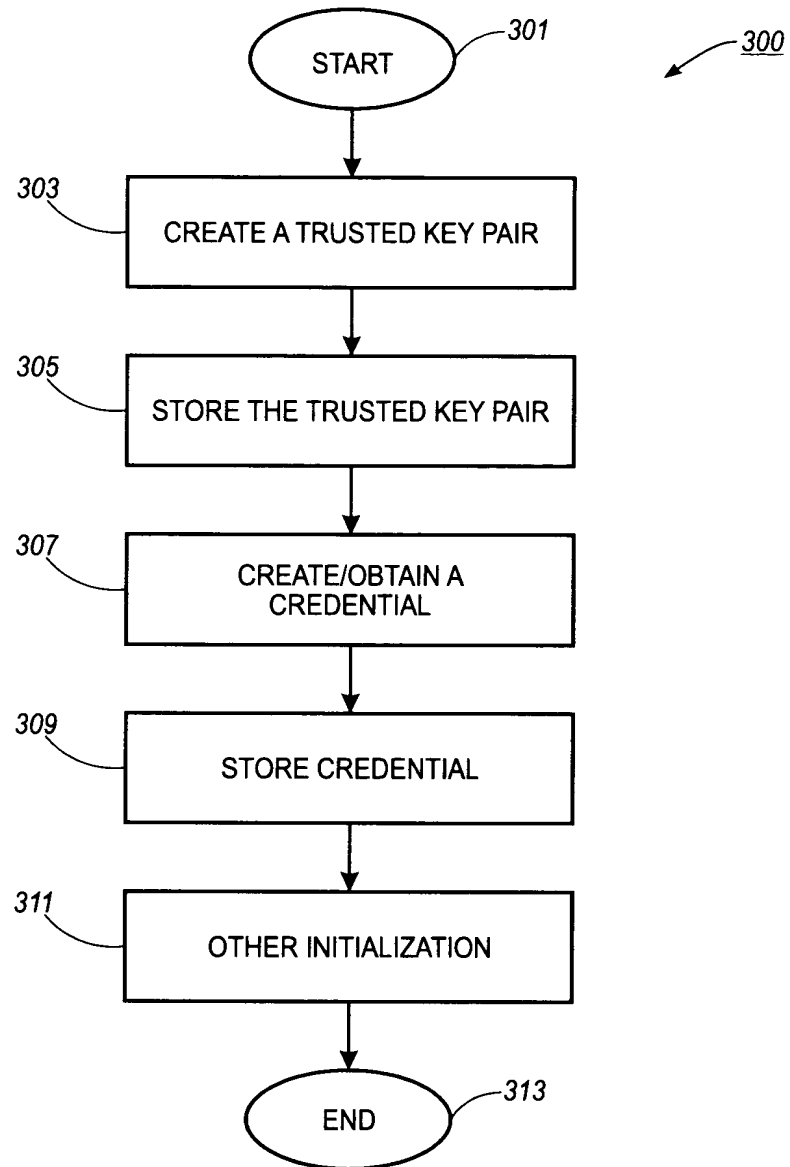 START
301
300
303
CREATE A TRUSTED KEY PAIR
305
STORE THE TRUSTED KEY PAIR
307
CREATE/OBTAIN A
CREDENTIAL
309
STORE CREDENTIAL
311
OTHER INITIALIZATION
END
313